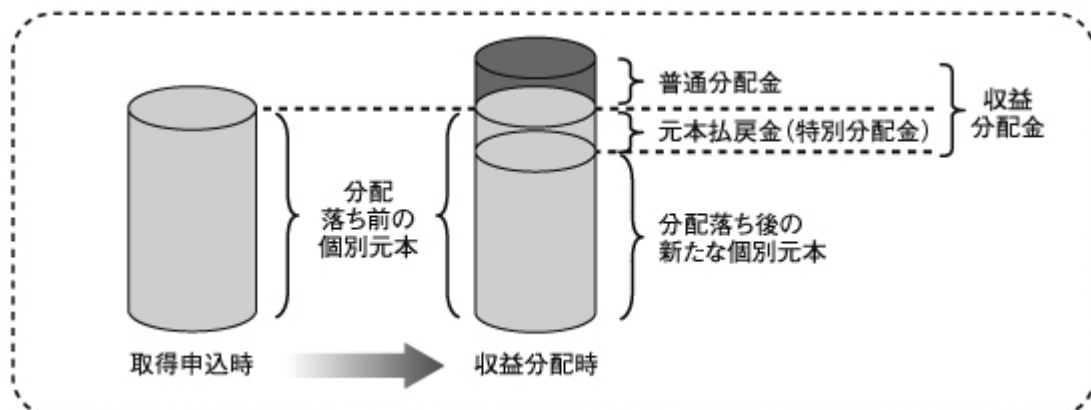 普通分配金
収益
分配金
元本払戻金(特別分配金)
分配
落ち前の
個別元本
分配落ち後の
新たな個別元本
取得申込時
収益分配時